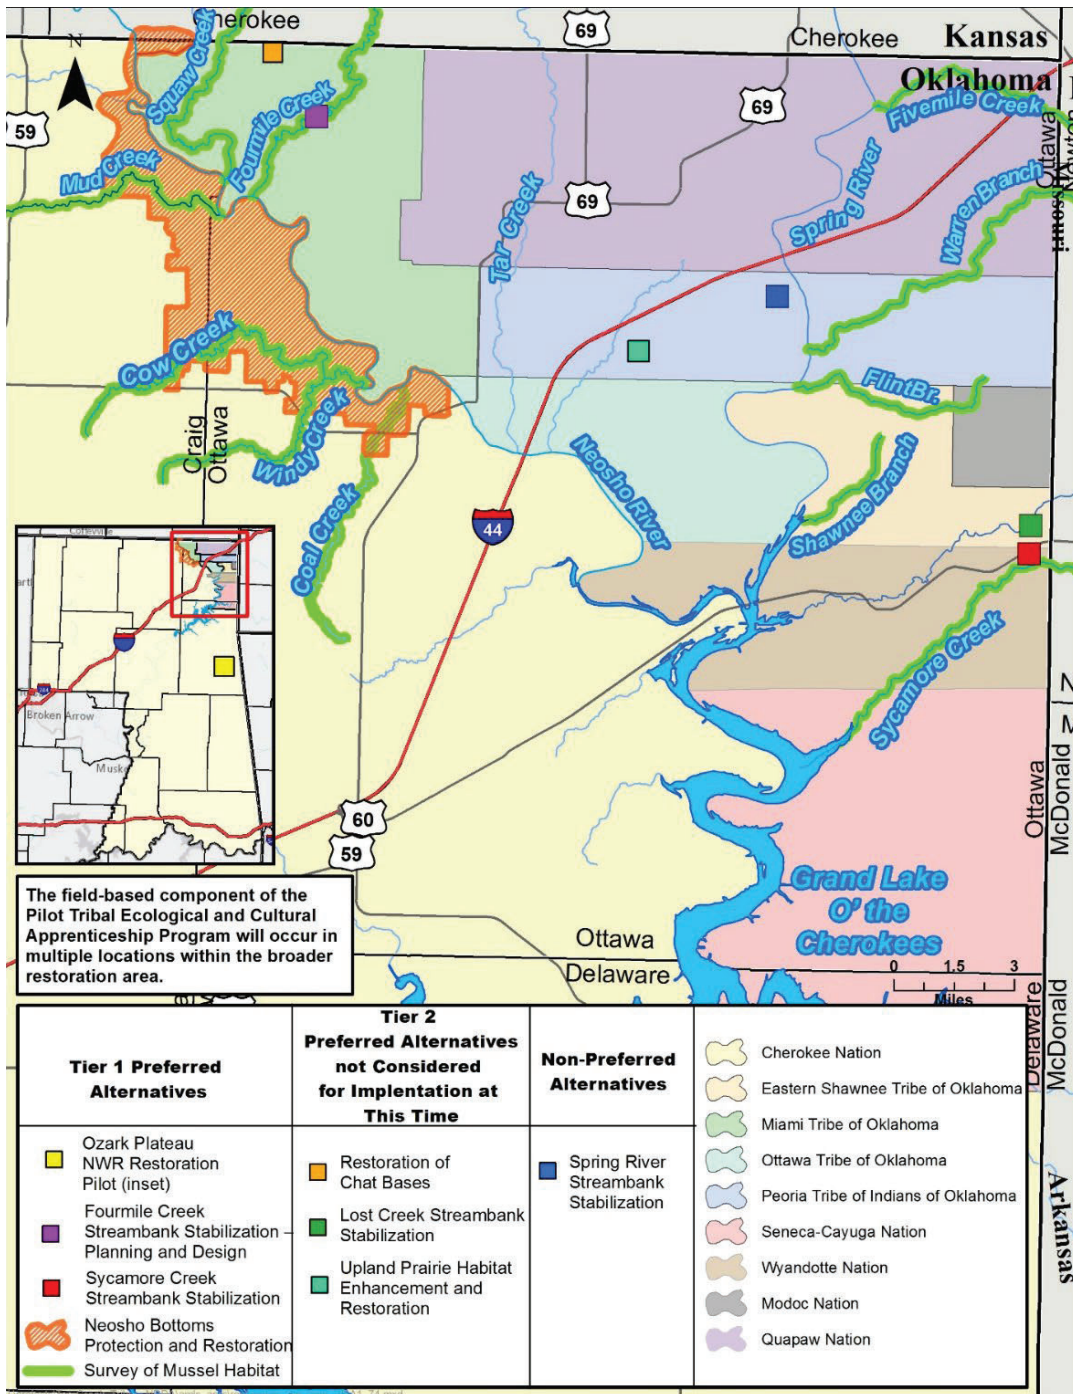 Cherokee
69
Cherokee
Kansas
Oklahoma
N
59
69
69
Squaw Creek
Fourmile Creek
Mud Creek
Tar Creek
Spring River
Fivemile Creek
Warren Branch
Ottawa
Newton
Missouri
Cow Creek
Craig
Ottawa
Windy Creek
Coal Creek
Neosho River
Flint Br.
Shawnee Branch
44
Sycamore Creek
Coffeyville
Broken Arrow
Muske
60
59
N
M
Ottawa
McDonald
Grand Lake
O' the
Cherokees
Ottawa
Delaware
0 1.5 3
Miles
Delaware
McDonald
Arkansas
The field-based component of the
Pilot Tribal Ecological and Cultural
Apprenticeship Program will occur in
multiple locations within the broader
restoration area.
Tier 1 Preferred
Alternatives
Ozark Plateau
NWR Restoration
Pilot (inset)
Fourmile Creek
Streambank Stabilization –
Planning and Design
Sycamore Creek
Streambank Stabilization
Neosho Bottoms
Protection and Restoration
Survey of Mussel Habitat
Tier 2
Preferred Alternatives
not Considered
for Implentation at
This Time
Restoration of
Chat Bases
Lost Creek Streambank
Stabilization
Upland Prairie Habitat
Enhancement and
Restoration
Non-Preferred
Alternatives
Spring River
Streambank
Stabilization
Cherokee Nation
Eastern Shawnee Tribe of Oklahoma
Miami Tribe of Oklahoma
Ottawa Tribe of Oklahoma
Peoria Tribe of Indians of Oklahoma
Seneca-Cayuga Nation
Wyandotte Nation
Modoc Nation
Quapaw Nation